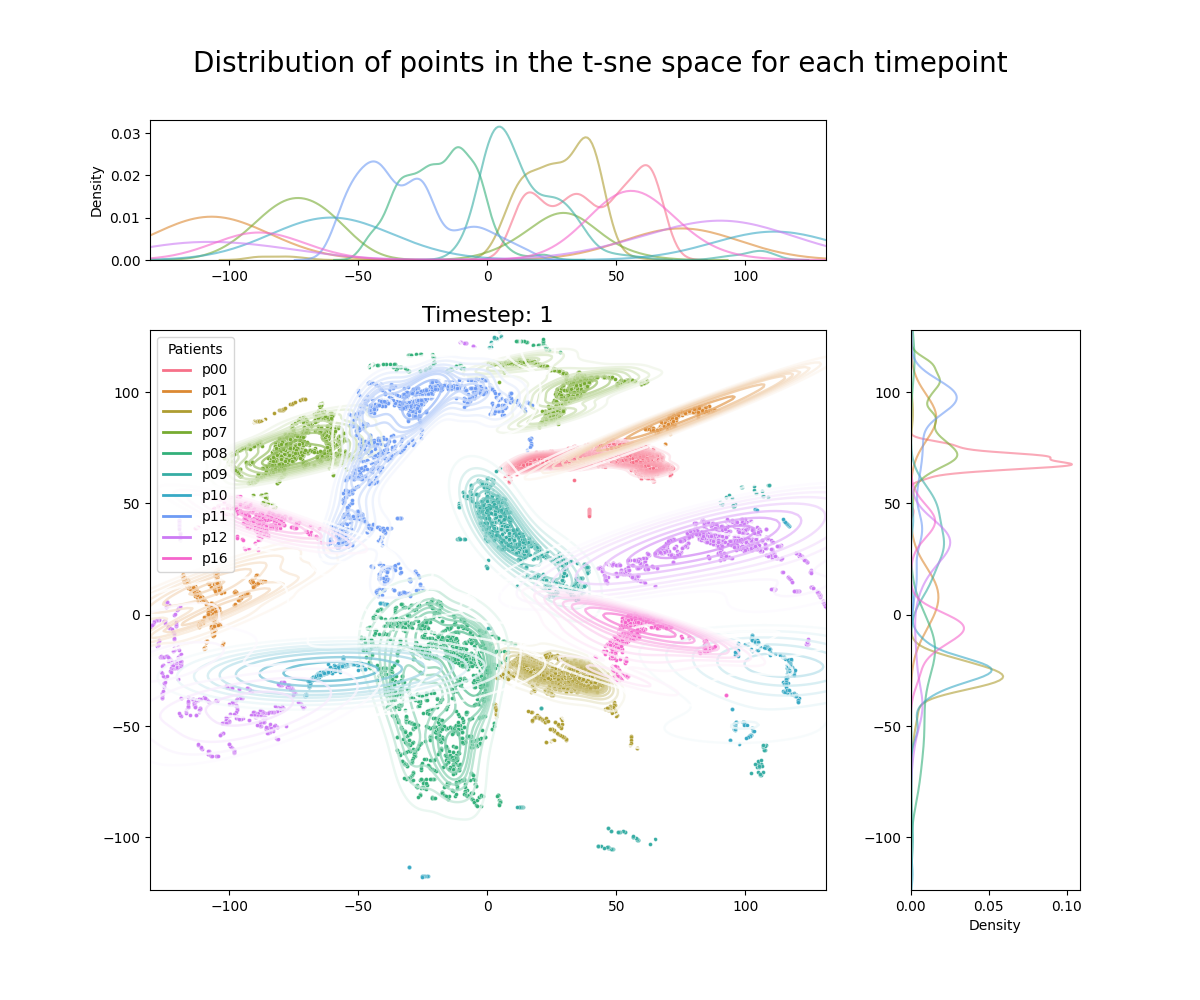 Distribution of points in the t-sne space for each timepoint
0.03
0.02
0.01
0.00
Density
−100 −50 0 50 100
Timestep: 1
Patients
p00
p01
p06
p07
p08
p09
p10
p11
p12
p16
100
50
0
−50
−100
−100 −50 0 50 100
100
50
0
−50
−100
0.00 0.05 0.10
Density